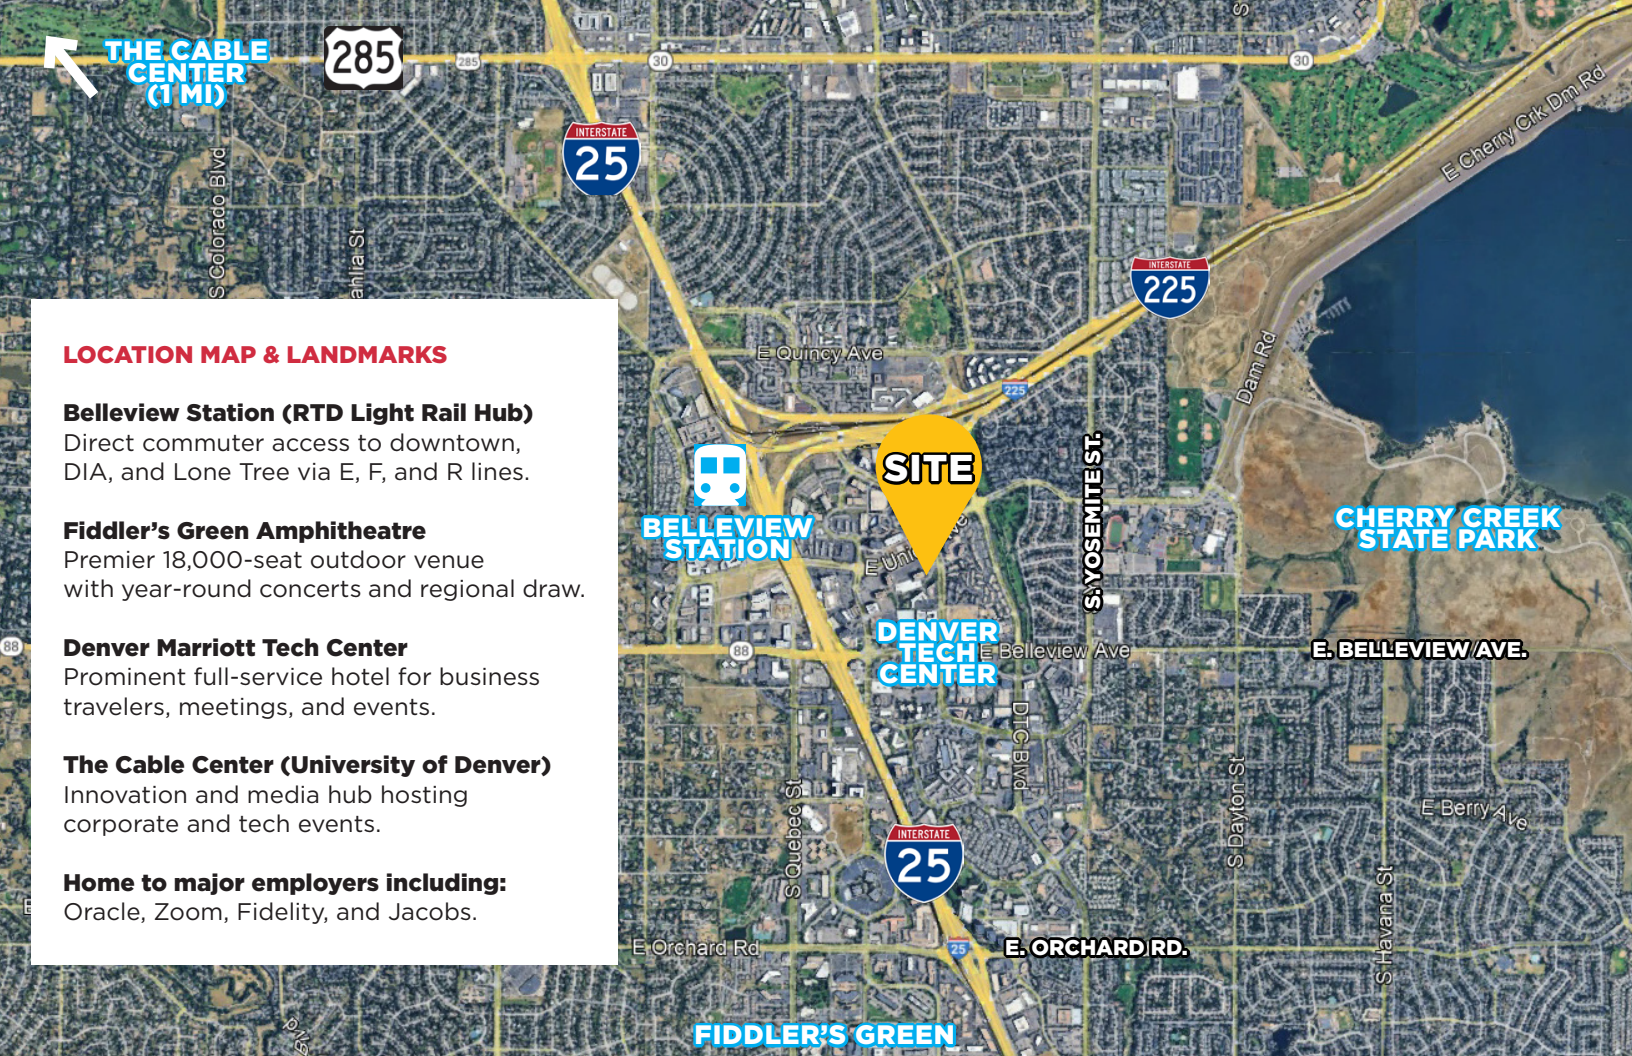 THE CABLE
CENTER
(1 MI)
285
285
30
30
S
INTERSTATE
25
E Cherry Crk Dm Rd
S Colorado Blvd
ahlia St
INTERSTATE
225
Dam Rd
E Quincy Ave
225
LOCATION MAP & LANDMARKS
Belleview Station (RTD Light Rail Hub)
Direct commuter access to downtown,
DIA, and Lone Tree via E, F, and R lines.
Fiddler’s Green Amphitheatre
Premier 18,000-seat outdoor venue
with year-round concerts and regional draw.
Denver Marriott Tech Center
Prominent full-service hotel for business
travelers, meetings, and events.
The Cable Center (University of Denver)
Innovation and media hub hosting
corporate and tech events.
Home to major employers including:
Oracle, Zoom, Fidelity, and Jacobs.
SITE
BELLEVIEW
STATION
S. YOSEMITE ST.
CHERRY CREEK
STATE PARK
88
88
DENVER
TECH
CENTER
E Belleview Ave
E. BELLEVIEW AVE.
DTC Blvd
S Quebec St
S Dayton St
E Berry Ave
S Havana St
INTERSTATE
25
E
E Orchard Rd
25
E. ORCHARD RD.
FIDDLER’S GREEN